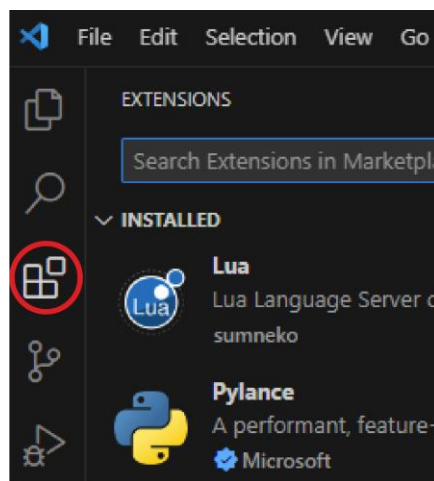 File Edit Selection View Go
EXTENSIONS
Search Extensions in Marketpl
INSTALLED
Lua
Lua
Lua Language Server
sumneko
Pylance
A performant, feature-
Microsoft